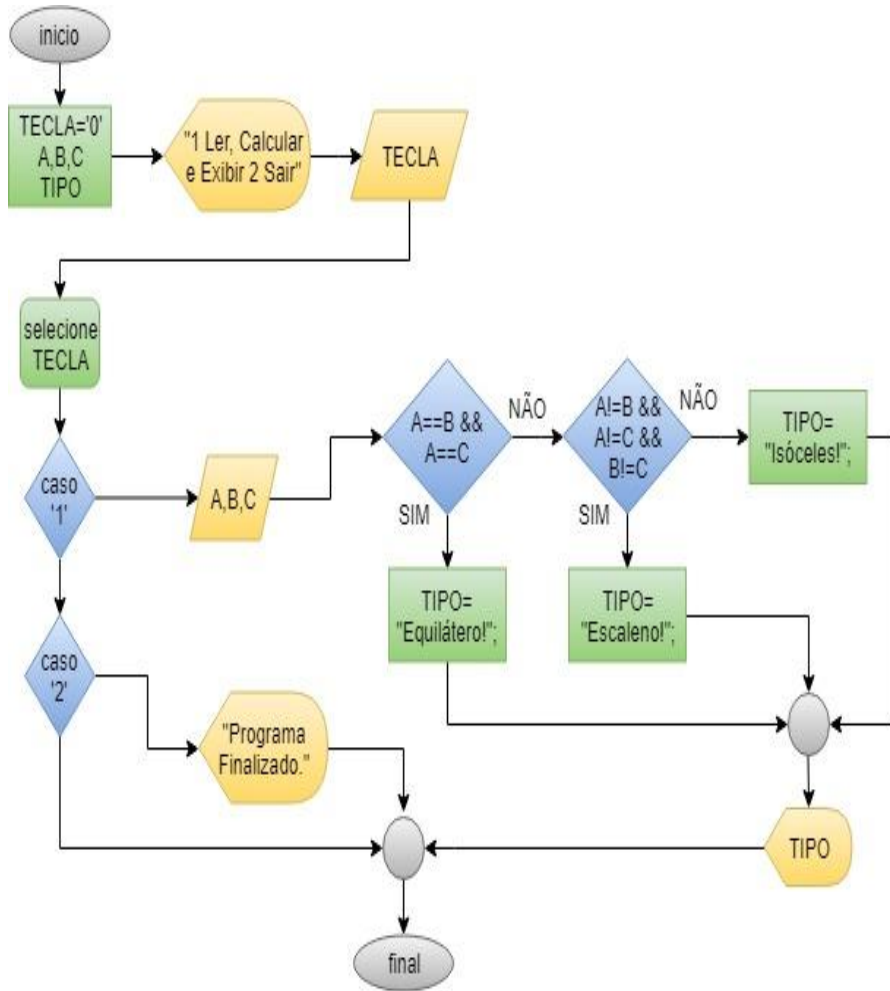 inicio
TECLA='0'
A,B,C
TIPO
"1 Ler, Calcular
e Exibir 2 Sair"
TECLA
selecione
TECLA
caso
'1'
A,B,C
A==B &&
A==C
NÃO
SIM
A!=B &&
A!=C &&
B!=C
NÃO
SIM
TIPO=
"Isóceles!";
TIPO=
"Equilátero!";
TIPO=
"Escaleno!";
caso
'2'
"Programa
Finalizado."
TIPO
final